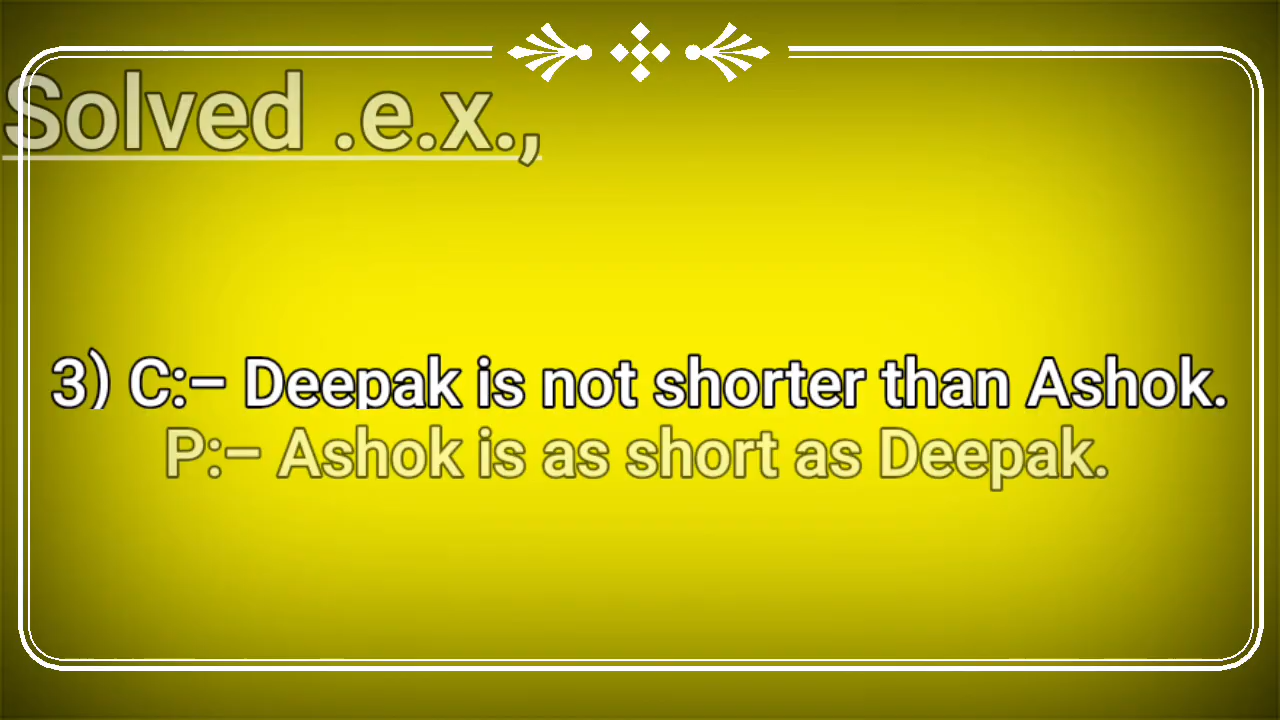 Solved .e.x.,
3) C:– Deepak is not shorter than Ashok.
P:– Ashok is as short as Deepak.